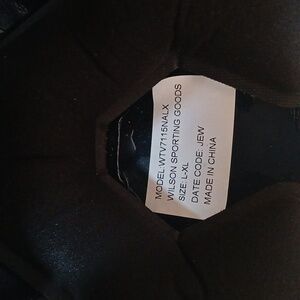 MODEL:WTV7115NALX
WILSON SPORTING GOODS
SIZE: L-XL
DATE CODE: JEW
MADE IN CHINA